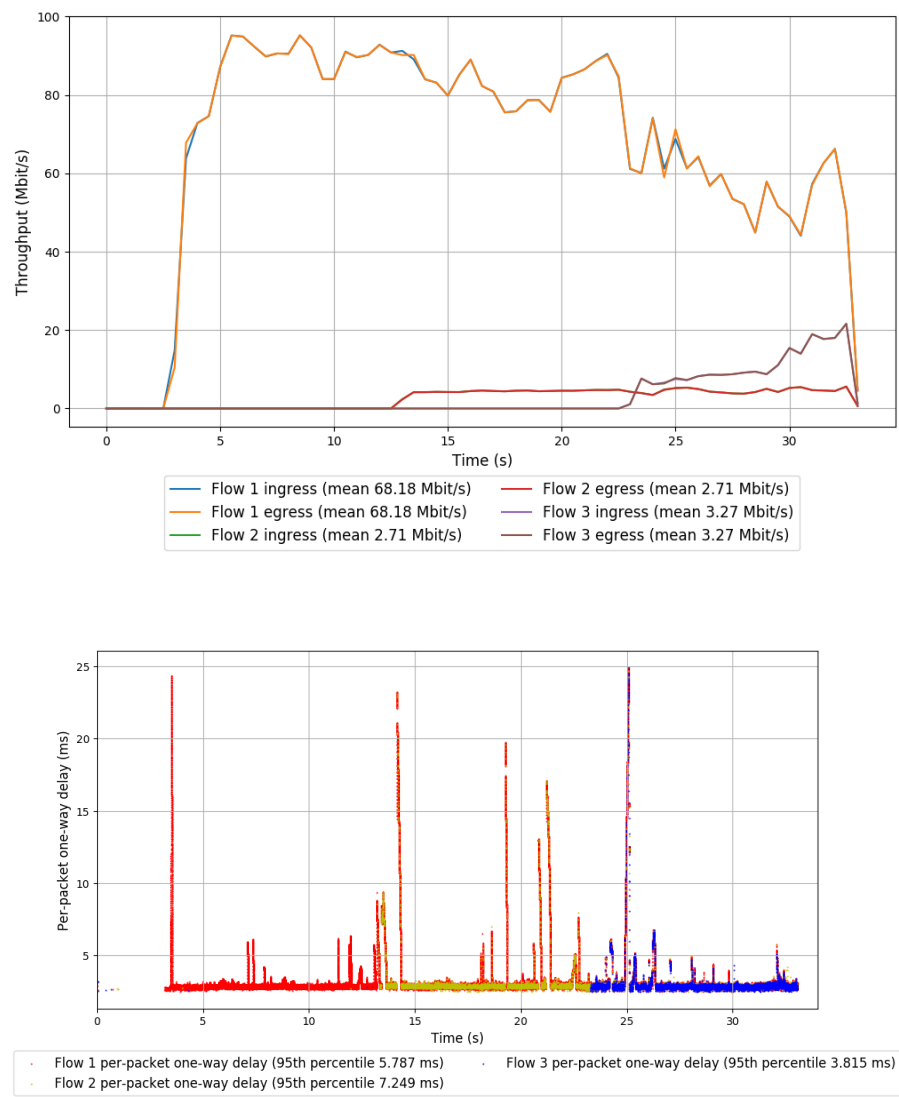 100
80
60
40
20
0
Throughput (Mbit/s)
0 5 10 15 20 25 30
Time (s)
Flow 1 ingress (mean 68.18 Mbit/s)
Flow 1 egress (mean 68.18 Mbit/s)
Flow 2 ingress (mean 2.71 Mbit/s)
Flow 2 egress (mean 2.71 Mbit/s)
Flow 3 ingress (mean 3.27 Mbit/s)
Flow 3 egress (mean 3.27 Mbit/s)
25
20
15
10
5
Per-packet one-way delay (ms)
0 5 10 15 20 25 30
Time (s)
Flow 1 per-packet one-way delay (95th percentile 5.787 ms)
Flow 2 per-packet one-way delay (95th percentile 7.249 ms)
Flow 3 per-packet one-way delay (95th percentile 3.815 ms)